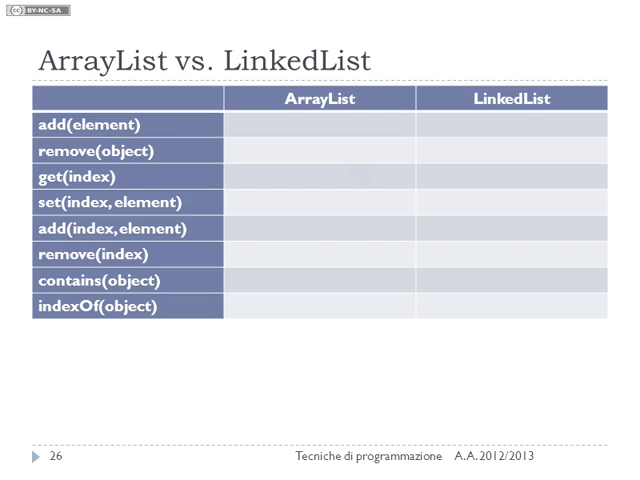 BY-NC-SA
ArrayList vs. LinkedList
ArrayList LinkedList
add(element)
remove(object)
get(index)
set(index, element)
add(index, element)
remove(index)
contains(object)
indexOf(object)
26 Tecniche di programmazione A.A. 2012/2013